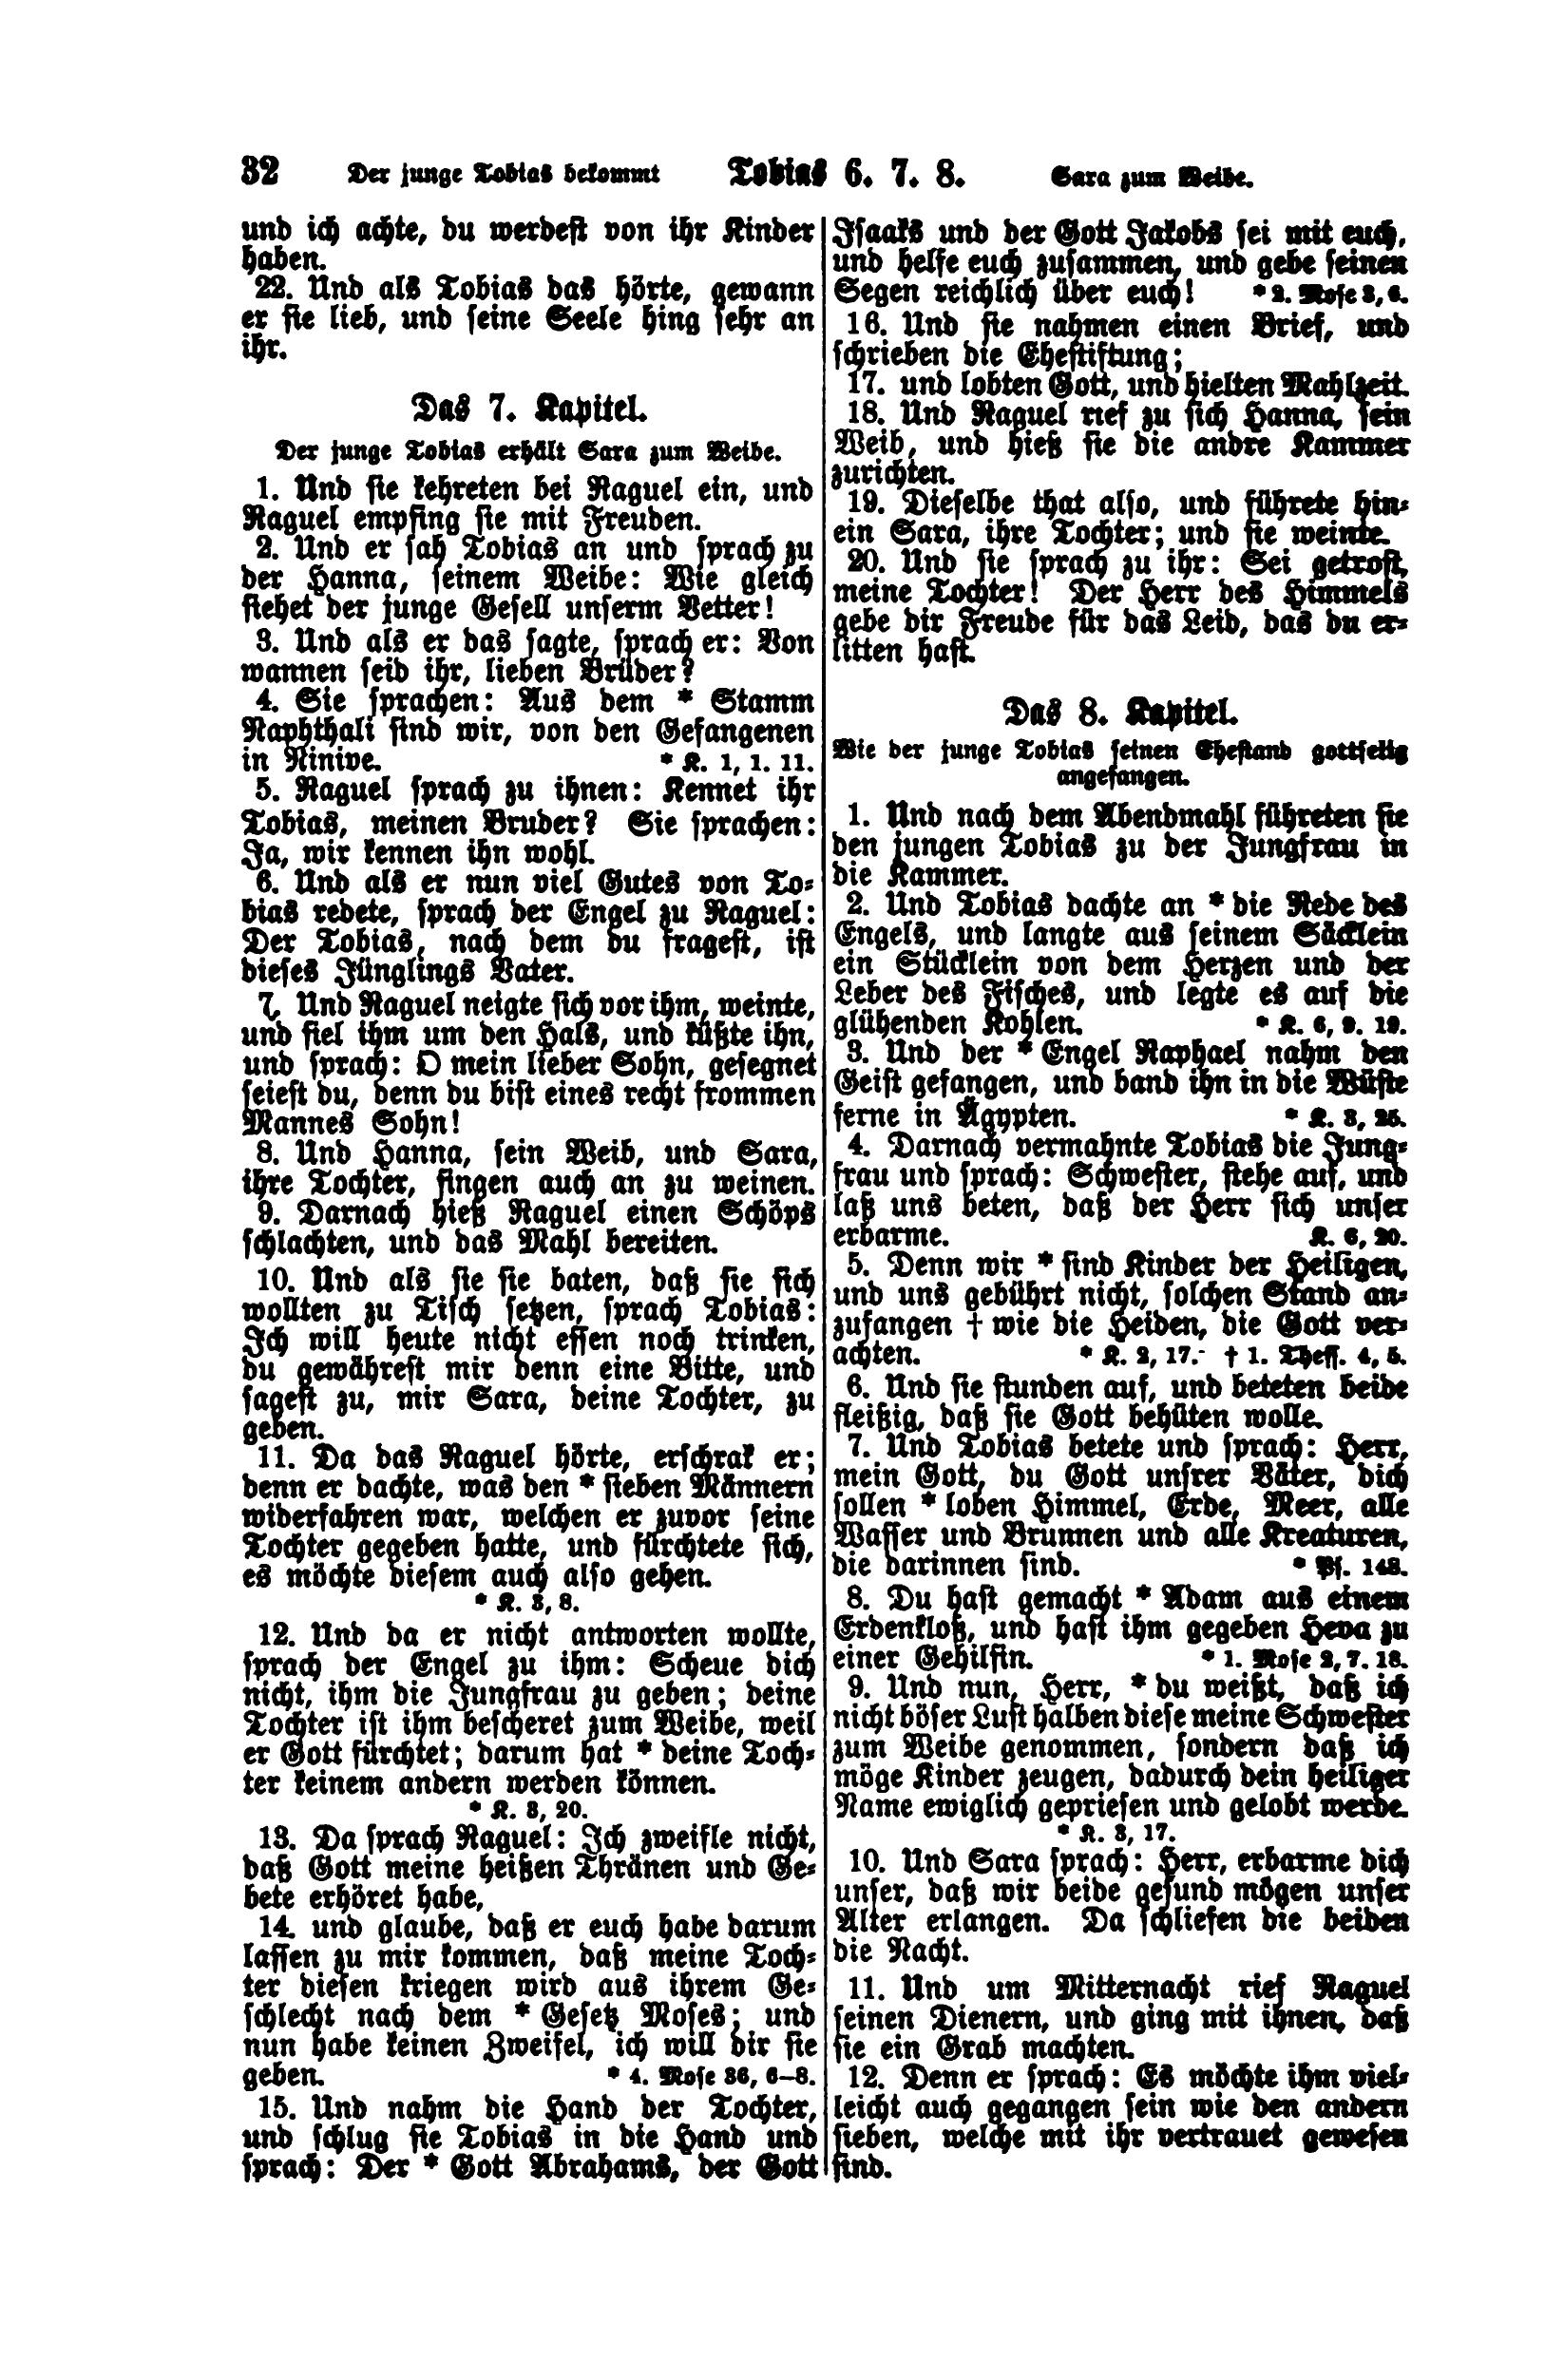 32 Der junge Tobias bekommt Tobias 6. 7. 8. Sara zum Weibe.
und ich achte, du werdest von ihr Kinder
haben.
22. Und als Tobias das hörte, gewann
er sie lieb, und seine Seele hing sehr an
ihr.
Das 7. Kapitel.
Der junge Tobias erhält Sara zum Weibe.
1. Und sie kehreten bei Raguel ein, und
Raguel empfing sie mit Freuden.
2. Und er sah Tobias an und sprach zu
der Hanna, seinem Weibe: Wie gleich
siehet der junge Gesell unserm Vetter!
3. Und als er das sagte, sprach er: Von
wannen seid ihr, lieben Brüder?
4. Sie sprachen: Aus dem * Stamm
Naphthali sind wir, von den Gefangenen
in Ninive. * K. 1, 1. 11.
5. Raguel sprach zu ihnen: Kennet ihr
Tobias, meinen Bruder? Sie sprachen:
Ja, wir kennen ihn wohl.
6. Und als er nun viel Gutes von To-
bias redete, sprach der Engel zu Raguel:
Der Tobias, nach dem du fragest, ist
dieses Jünglings Vater.
7. Und Raguel neigte sich vor ihm, weinte,
und fiel ihm um den Hals, und küßte ihn,
und sprach: O mein lieber Sohn, gesegnet
seiest du, denn du bist eines recht frommen
Mannes Sohn!
8. Und Hanna, sein Weib, und Sara,
ihre Tochter, fingen auch an zu weinen.
9. Darnach hieß Raguel einen Schöps
schlachten, und das Mahl bereiten.
10. Und als sie sie baten, daß sie sich
wollten zu Tisch setzen, sprach Tobias:
Ich will heute nicht essen noch trinken,
du gewährest mir denn eine Bitte, und
sagest zu, mir Sara, deine Tochter, zu
geben.
11. Da das Raguel hörte, erschrak er;
denn er dachte, was den * sieben Männern
widerfahren war, welchen er zuvor seine
Tochter gegeben hatte, und fürchtete sich,
es möchte diesem auch also gehen.
* K. 3, 8.
12. Und da er nicht antworten wollte,
sprach der Engel zu ihm: Scheue dich
nicht, ihm die Jungfrau zu geben; deine
Tochter ist ihm bescheret zum Weibe, weil
er Gott fürchtet; darum hat * deine Toch-
ter keinem andern werden können.
* K. 3, 20.
13. Da sprach Raguel: Ich zweifle nicht,
daß Gott meine heißen Thränen und Ge-
bete erhöret habe,
14. und glaube, daß er euch habe darum
lassen zu mir kommen, daß meine Toch-
ter diesen kriegen wird aus ihrem Ge-
schlecht nach dem * Gesetz Moses; und
nun habe keinen Zweifel, ich will dir sie
geben. * 4. Mose 36, 6–8.
15. Und nahm die Hand der Tochter,
und schlug sie Tobias in die Hand und
sprach: Der * Gott Abrahams, der Gott
Isaaks und der Gott Jakobs sei mit euch,
und helfe euch zusammen, und gebe seinen
Segen reichlich über euch! * 2. Mose 3, 6.
16. Und sie nahmen einen Brief, und
schrieben die Ehestiftung;
17. und lobten Gott, und hielten Mahlzeit.
18. Und Raguel rief zu sich Hanna, sein
Weib, und hieß sie die andre Kammer
zurichten.
19. Dieselbe that also, und führete hin-
ein Sara, ihre Tochter; und sie weinte.
20. Und sie sprach zu ihr: Sei getrost,
meine Tochter! Der Herr des Himmels
gebe dir Freude für das Leid, das du er-
litten hast.
Das 8. Kapitel.
Wie der junge Tobias seinen Ehestand gottselig
angefangen.
1. Und nach dem Abendmahl führeten sie
den jungen Tobias zu der Jungfrau in
die Kammer.
2. Und Tobias dachte an * die Rede des
Engels, und langte aus seinem Säcklein
ein Stücklein von dem Herzen und der
Leber des Fisches, und legte es auf die
glühenden Kohlen. * K. 6, 9. 19.
3. Und der * Engel Raphael nahm den
Geist gefangen, und band ihn in die Wüste
ferne in Ägypten. * K. 3, 25.
4. Darnach vermahnte Tobias die Jung-
frau und sprach: Schwester, stehe auf, und
laß uns beten, daß der Herr sich unser
erbarme. K. 6, 20.
5. Denn wir * sind Kinder der Heiligen,
und uns gebührt nicht, solchen Stand an-
zufangen † wie die Heiden, die Gott ver-
achten. * K. 2, 17. † 1. Thess. 4, 5.
6. Und sie stunden auf, und beteten beide
fleißig, daß sie Gott behüten wolle.
7. Und Tobias betete und sprach: Herr,
mein Gott, du Gott unsrer Väter, dich
sollen * loben Himmel, Erde, Meer, alle
Wasser und Brunnen und alle Kreaturen,
die darinnen sind. * Ps. 148.
8. Du hast gemacht * Adam aus einem
Erdenkloß, und hast ihm gegeben Heva zu
einer Gehilfin. * 1. Mose 2, 7. 18.
9. Und nun, Herr, * du weißt, daß ich
nicht böser Lust halben diese meine Schwester
zum Weibe genommen, sondern daß ich
möge Kinder zeugen, dadurch dein heiliger
Name ewiglich gepriesen und gelobt werde.
* K. 3, 17.
10. Und Sara sprach: Herr, erbarme dich
unser, daß wir beide gesund mögen unser
Alter erlangen. Da schliefen die beiden
die Nacht.
11. Und um Mitternacht rief Raguel
seinen Dienern, und ging mit ihnen, daß
sie ein Grab machten.
12. Denn er sprach: Es möchte ihm viel-
leicht auch gegangen sein wie den andern
sieben, welche mit ihr vertrauet gewesen
sind.